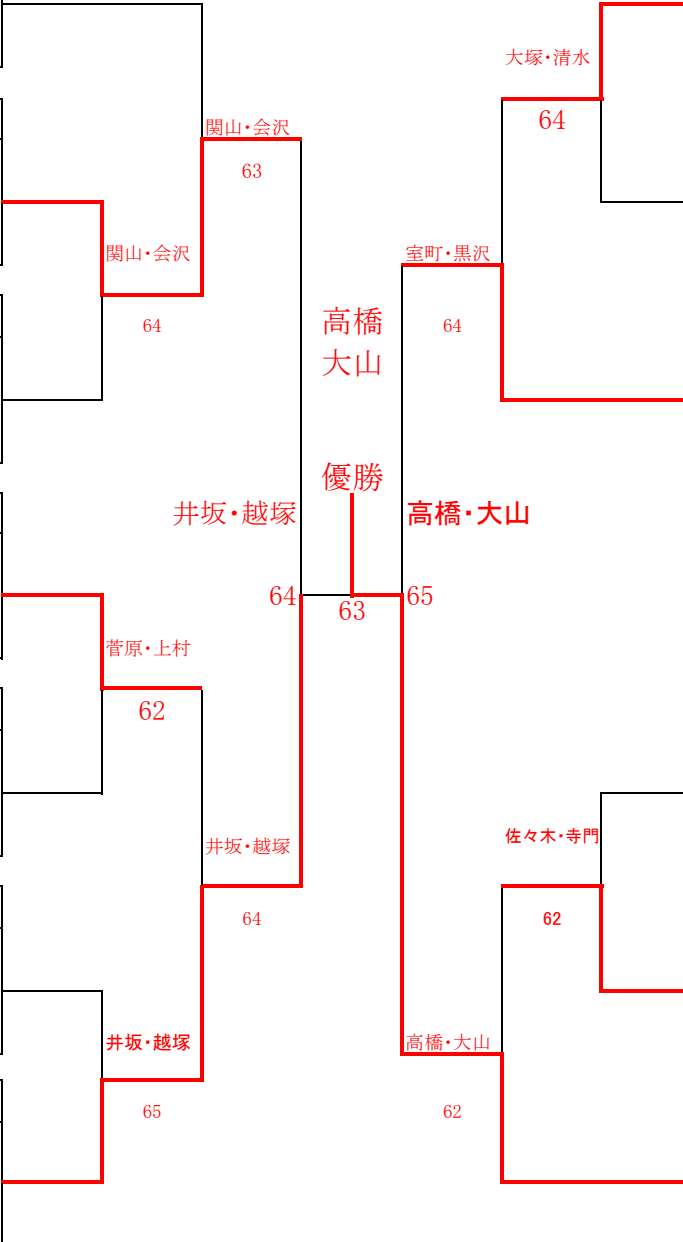 大塚・清水
64
関山・会沢
63
関山・会沢
64
室町・黒沢
64
高橋
大山
優勝
井坂・越塚
高橋・大山
64
63
65
菅原・上村
62
井坂・越塚
64
佐々木・寺門
62
井坂・越塚
65
高橋・大山
62